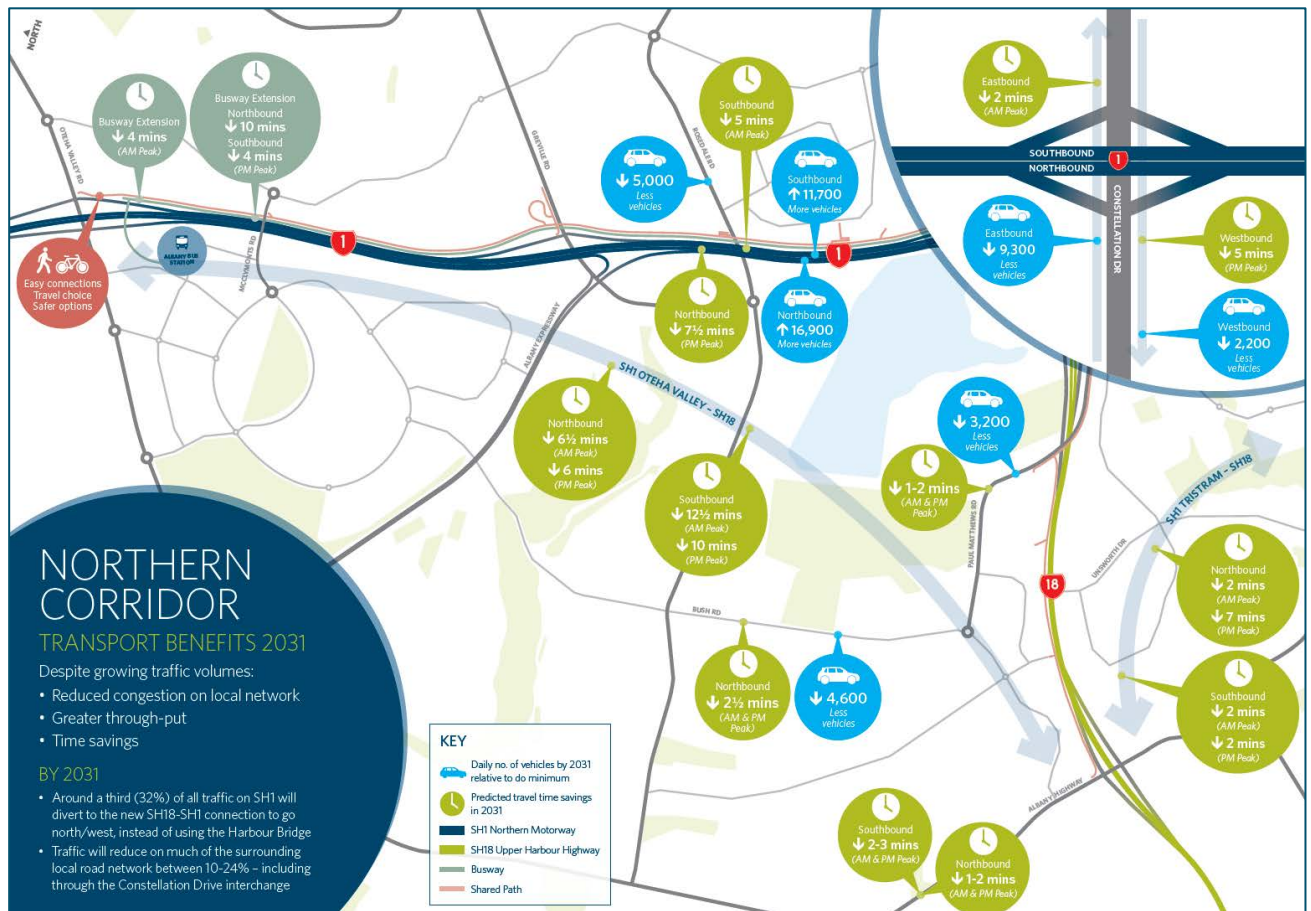 NORTH
OTEHA VALLEY RD
Busway Extension
↓ 4 mins
(AM Peak)
Busway Extension
Northbound
↓ 10 mins
Southbound
↓ 4 mins
(PM Peak)
Easy connections
Travel choice
Safer options
ALBANY BUS
STATION
MCCLYMONTS RD
1
GREVILLE RD
ALBANY EXPRESSWAY
ROSEDALE RD
↓ 5,000
Less
vehicles
Southbound
↓ 5 mins
(AM Peak)
Southbound
↑ 11,700
More vehicles
1
Northbound
↓ 7½ mins
(PM Peak)
Northbound
↑ 16,900
More vehicles
Eastbound
↓ 2 mins
(AM Peak)
SOUTHBOUND
NORTHBOUND
1
CONSTELLATION DR
Eastbound
↓ 9,300
Less
vehicles
Westbound
↓ 5 mins
(PM Peak)
Westbound
↓ 2,200
Less
vehicles
SH1 OTEHA VALLEY – SH18
Northbound
↓ 6½ mins
(AM Peak)
↓ 6 mins
(PM Peak)
Southbound
↓ 12½ mins
(AM Peak)
↓ 10 mins
(PM Peak)
↓ 3,200
Less
vehicles
↓ 1-2 mins
(AM & PM
Peak)
PAUL MATTHEWS RD
SH1 TRISTRAM – SH18
UNSWORTH DR
18
Northbound
↓ 2 mins
(AM Peak)
↓ 7 mins
(PM Peak)
Southbound
↓ 2 mins
(AM Peak)
↓ 2 mins
(PM Peak)
BUSH RD
Northbound
↓ 2½ mins
(AM & PM
Peak)
↓ 4,600
Less
vehicles
ALBANY HIGHWAY
Southbound
↓ 2-3 mins
(AM & PM Peak)
Northbound
↓ 1-2 mins
(AM & PM Peak)
NORTHERN
CORRIDOR
TRANSPORT BENEFITS 2031
Despite growing traffic volumes:
• Reduced congestion on local network
• Greater through-put
• Time savings
BY 2031
• Around a third (32%) of all traffic on SH1 will
divert to the new SH18-SH1 connection to go
north/west, instead of using the Harbour Bridge
• Traffic will reduce on much of the surrounding
local road network between 10-24% – including
through the Constellation Drive interchange
KEY
Daily no. of vehicles by 2031
relative to do minimum
Predicted travel time savings
in 2031
SH1 Northern Motorway
SH18 Upper Harbour Highway
Busway
Shared Path